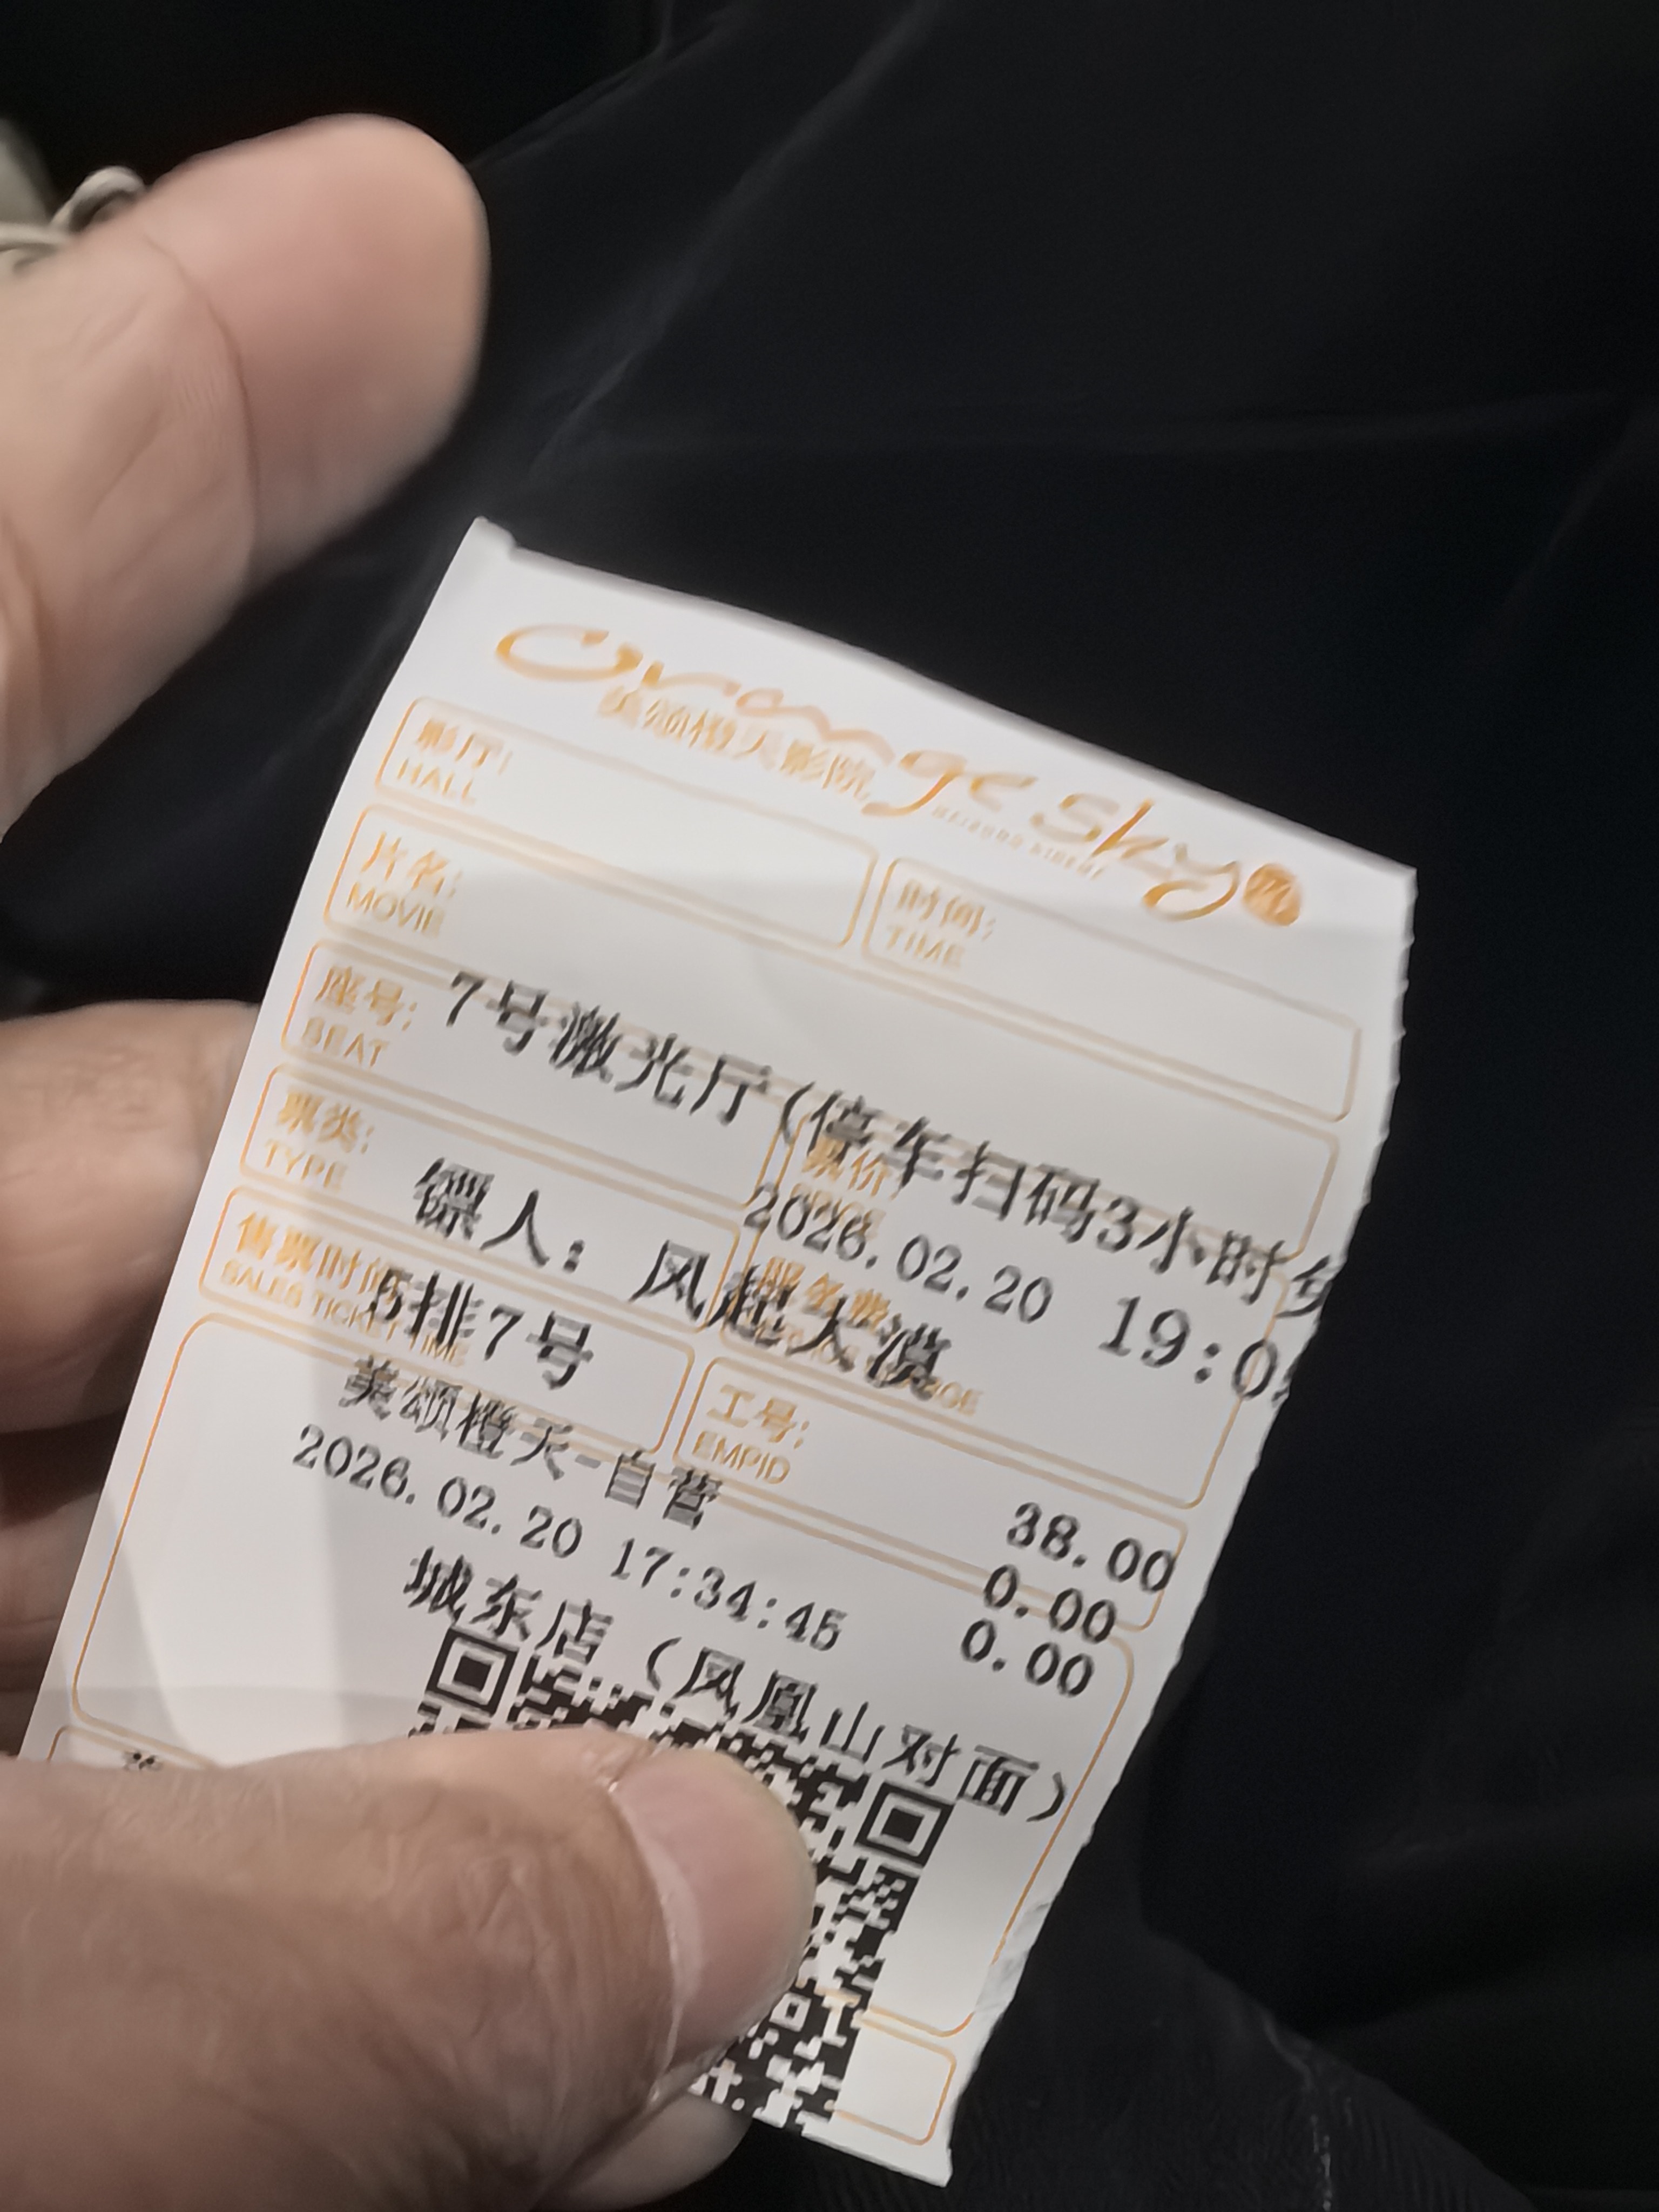 Orange Sky
美颂橙天影院
影厅:
HALL
时间:
TIME
片名:
MOVIE
座号:
SEAT
票价
票类:
TYPE
售票时间
SALES TICKET TIME
工号:
EMPID
7号激光厅(停车扫码3小时免
2026.02.20 19:0
镖人：风起大漠
5排7号
38.00
美颂橙天-自营
0.00
2026.02.20 17:34:45
0.00
城东店（凤凰山对面）